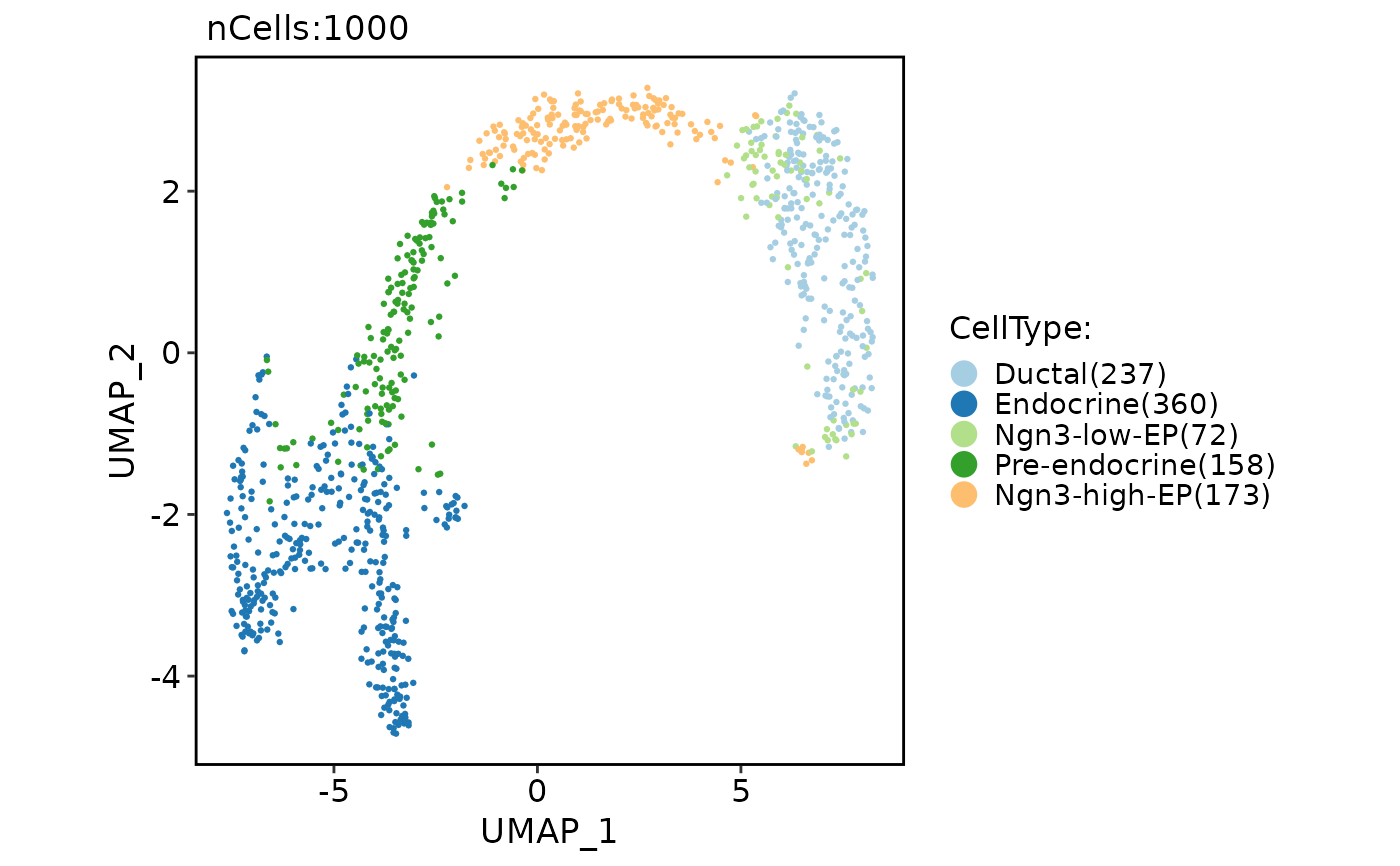 nCells:1000
UMAP_2
2
0
-2
-4
-5
0
5
UMAP_1
CellType:
Ductal(237)
Endocrine(360)
Ngn3-low-EP(72)
Pre-endocrine(158)
Ngn3-high-EP(173)